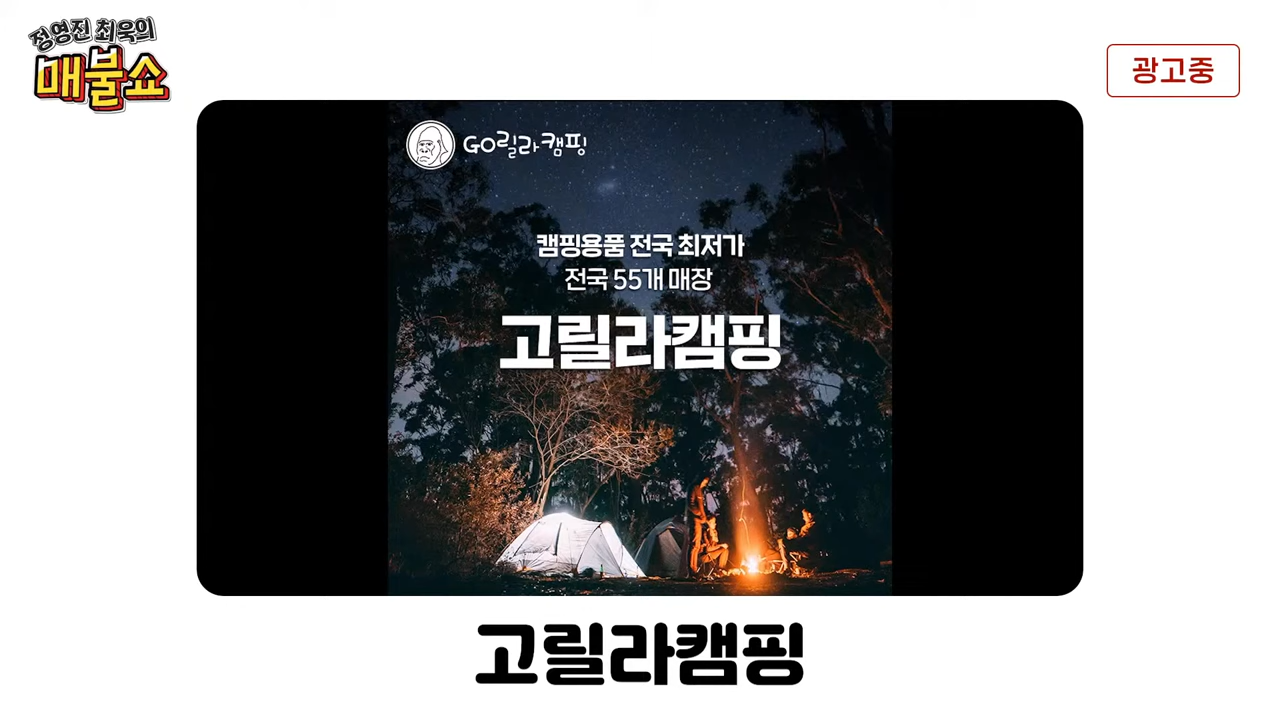 정영진 최욱의
매불쇼
광고중
GO릴라캠핑
캠핑용품 전국 최저가
전국 55개 매장
고릴라캠핑
고릴라캠핑